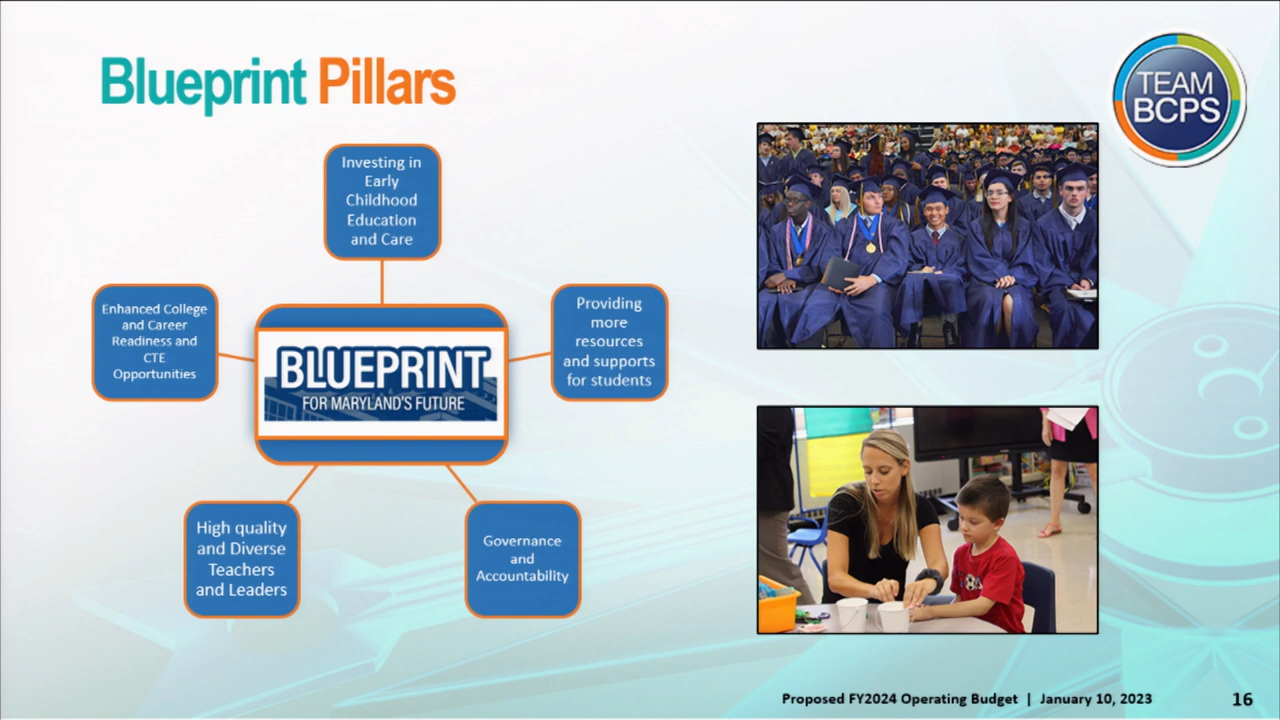 Blueprint Pillars
TEAM
BCPS
Investing in
Early
Childhood
Education
and Care
Enhanced College
and Career
Readiness and
CTE
Opportunities
BLUEPRINT
FOR MARYLAND'S FUTURE
Providing
more
resources
and supports
for students
High quality
and Diverse
Teachers
and Leaders
Governance
and
Accountability
Proposed FY2024 Operating Budget | January 10, 2023
16